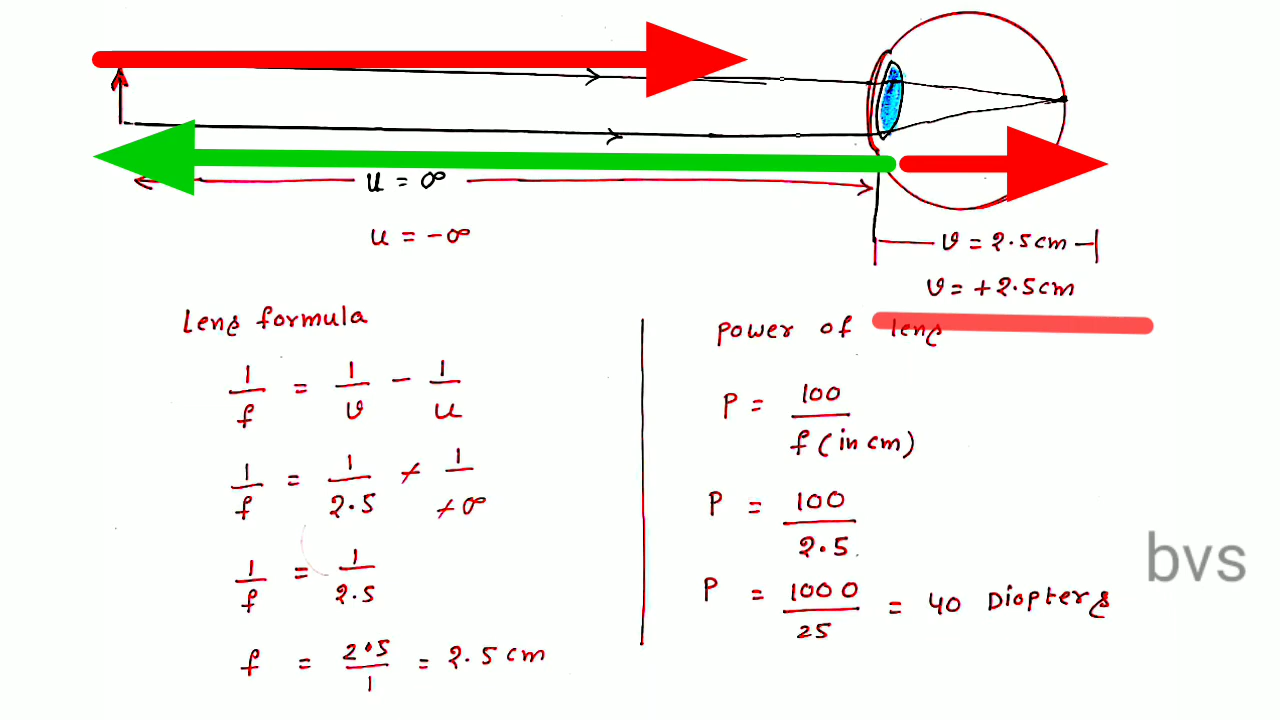 u = ∞
u = -∞
v = 2.5cm
v = +2.5cm
Lens formula
1/f = 1/v - 1/u
1/f = 1/2.5 + 1/+∞
1/f = 1/2.5
f = 2.5/1 = 2.5 cm
Power of lens
P = 100/f (in cm)
P = 100/2.5
P = 1000/25 = 40 Diopters
bvs